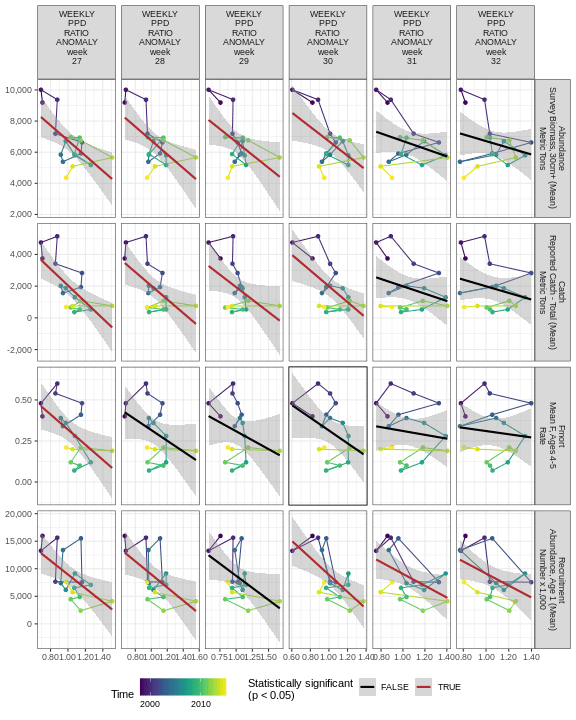 WEEKLY
PPD
RATIO
ANOMALY
week
27
WEEKLY
PPD
RATIO
ANOMALY
week
28
WEEKLY
PPD
RATIO
ANOMALY
week
29
WEEKLY
PPD
RATIO
ANOMALY
week
30
WEEKLY
PPD
RATIO
ANOMALY
week
31
WEEKLY
PPD
RATIO
ANOMALY
week
32
10,000
8,000
6,000
4,000
2,000
Abundance
Survey Biomass, 30cm+ (Mean)
Metric Tons
4,000
2,000
0
-2,000
Catch
Reported Catch - Total (Mean)
Metric Tons
0.50
0.25
0.00
Fmort
Mean F, Ages 4-5
Rate
20,000
15,000
10,000
5,000
0
Recruitment
Abundance, Age 1 (Mean)
Number x 1,000
0.80 1.00 1.20 1.40
0.80 1.00 1.20 1.40 1.60
0.75 1.00 1.25 1.50
0.60 0.80 1.00 1.20 1.40
0.80 1.00 1.20 1.40
0.80 1.00 1.20 1.40
Time
2000 2010
Statistically significant
(p < 0.05)
FALSE
TRUE